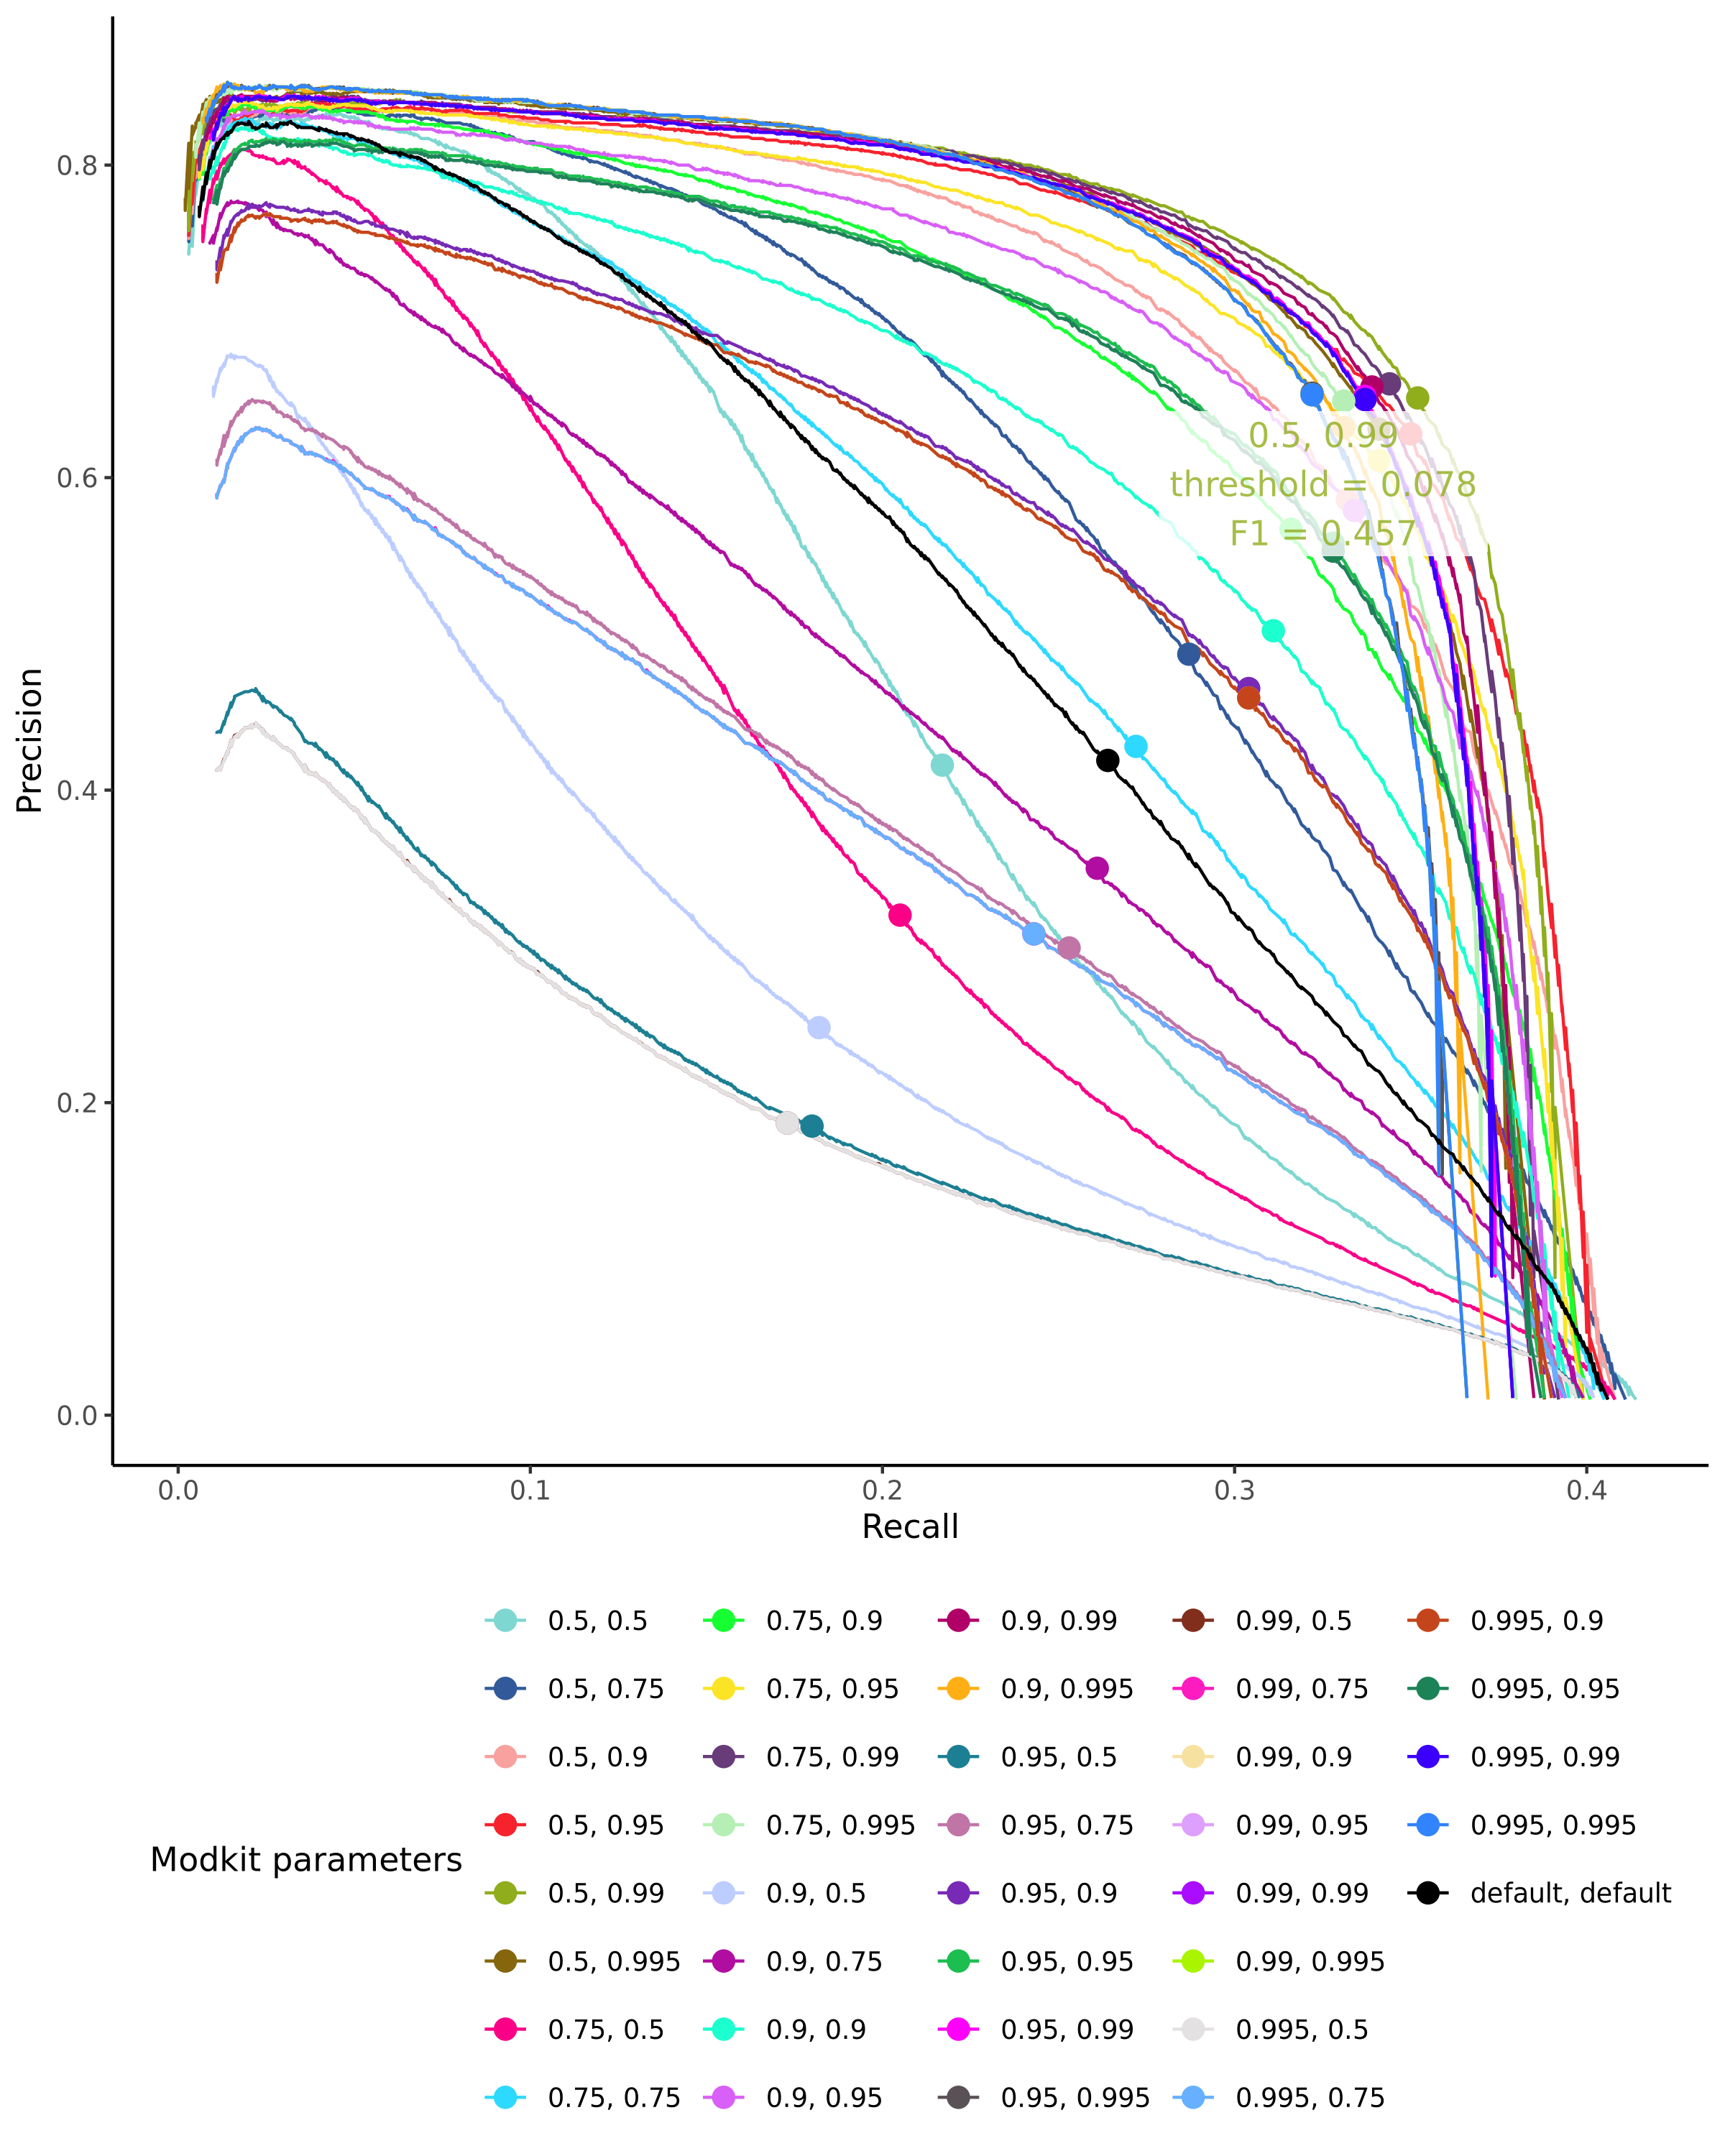 0.8
0.6
0.4
0.2
0.0
Precision
0.5, 0.99
threshold = 0.078
F1 = 0.457
0.0 0.1 0.2 0.3 0.4
Recall
Modkit parameters
0.5, 0.5 0.75, 0.9 0.9, 0.99 0.99, 0.5 0.995, 0.9
0.5, 0.75 0.75, 0.95 0.9, 0.995 0.99, 0.75 0.995, 0.95
0.5, 0.9 0.75, 0.99 0.95, 0.5 0.99, 0.9 0.995, 0.99
0.5, 0.95 0.75, 0.995 0.95, 0.75 0.99, 0.95 0.995, 0.995
0.5, 0.99 0.9, 0.5 0.95, 0.9 0.99, 0.99 default, default
0.5, 0.995 0.9, 0.75 0.95, 0.95 0.99, 0.995
0.75, 0.5 0.9, 0.9 0.95, 0.99 0.995, 0.5
0.75, 0.75 0.9, 0.95 0.95, 0.995 0.995, 0.75